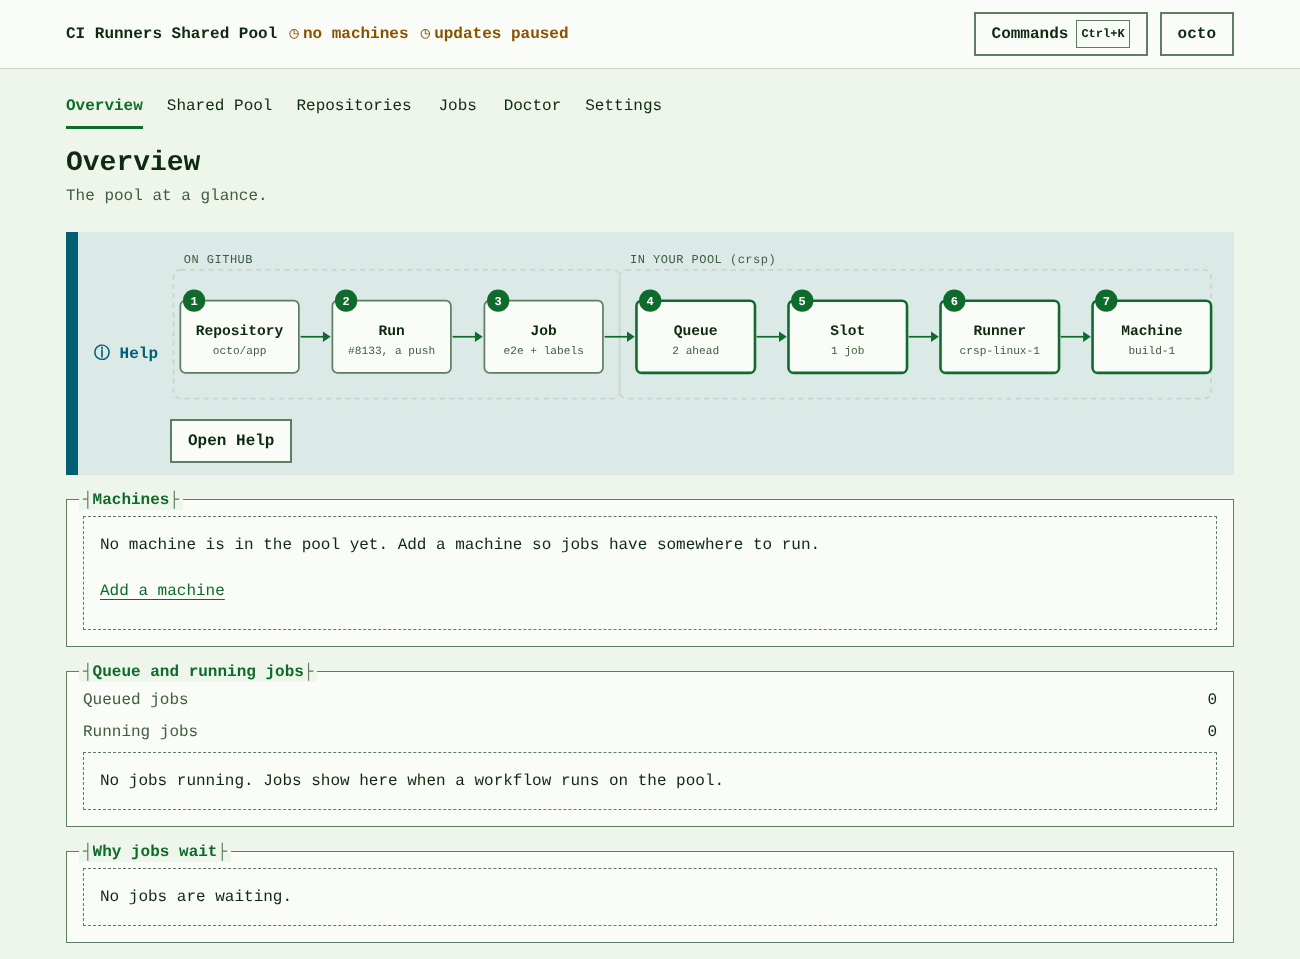 CI Runners Shared Pool ◷ no machines ◷ updates paused Commands Ctrl+K octo
Overview Shared Pool Repositories Jobs Doctor Settings
Overview
The pool at a glance.
ON GITHUB IN YOUR POOL (crsp)
1 2 3 4 5 6 7
Repository Run Job Queue Slot Runner Machine
octo/app #8133, a push e2e + labels 2 ahead 1 job crsp-linux-1 build-1
ⓘ Help
Open Help
Machines
No machine is in the pool yet. Add a machine so jobs have somewhere to run.
Add a machine
Queue and running jobs
Queued jobs 0
Running jobs 0
No jobs running. Jobs show here when a workflow runs on the pool.
Why jobs wait
No jobs are waiting.